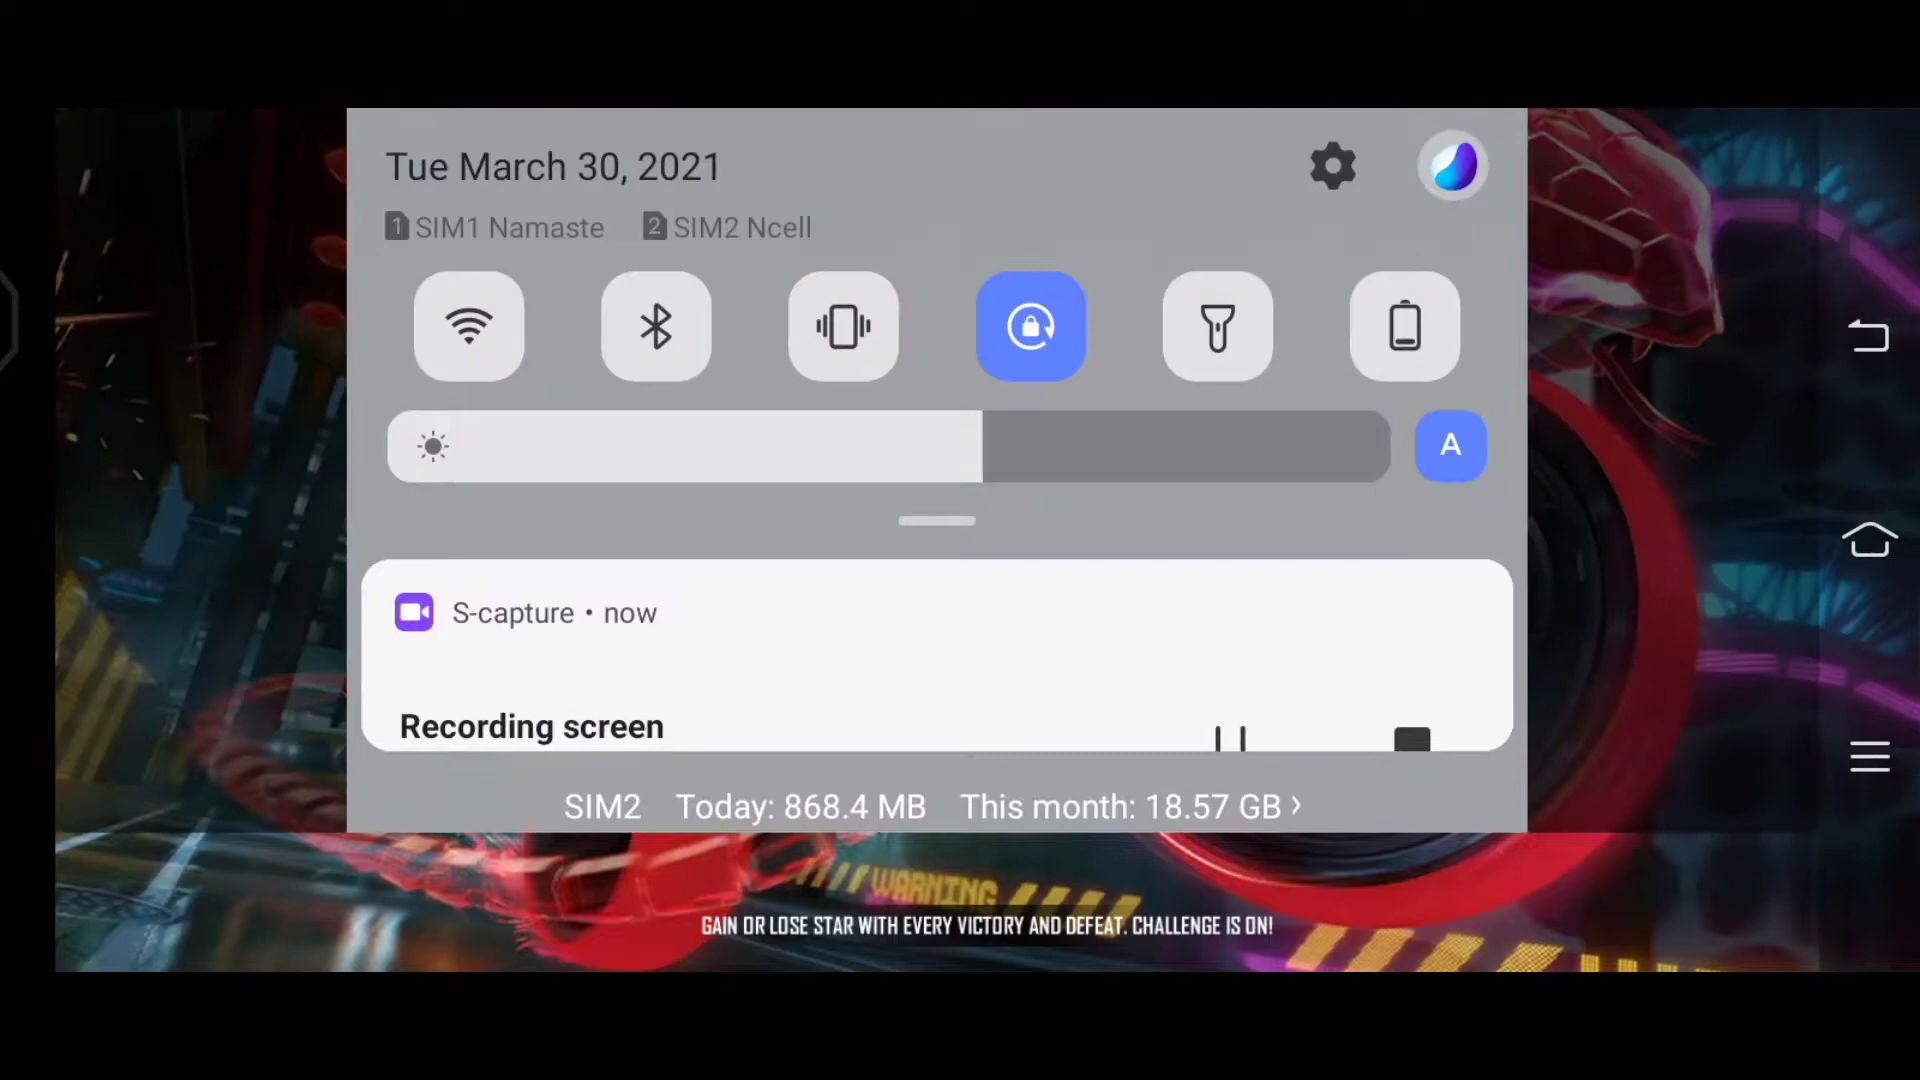 Tue March 30, 2021
1 SIM1 Namaste 2 SIM2 Ncell
A
S-capture • now
Recording screen
SIM2 Today: 868.4 MB This month: 18.57 GB ›
WARNING
GAIN OR LOSE STAR WITH EVERY VICTORY AND DEFEAT. CHALLENGE IS ON!